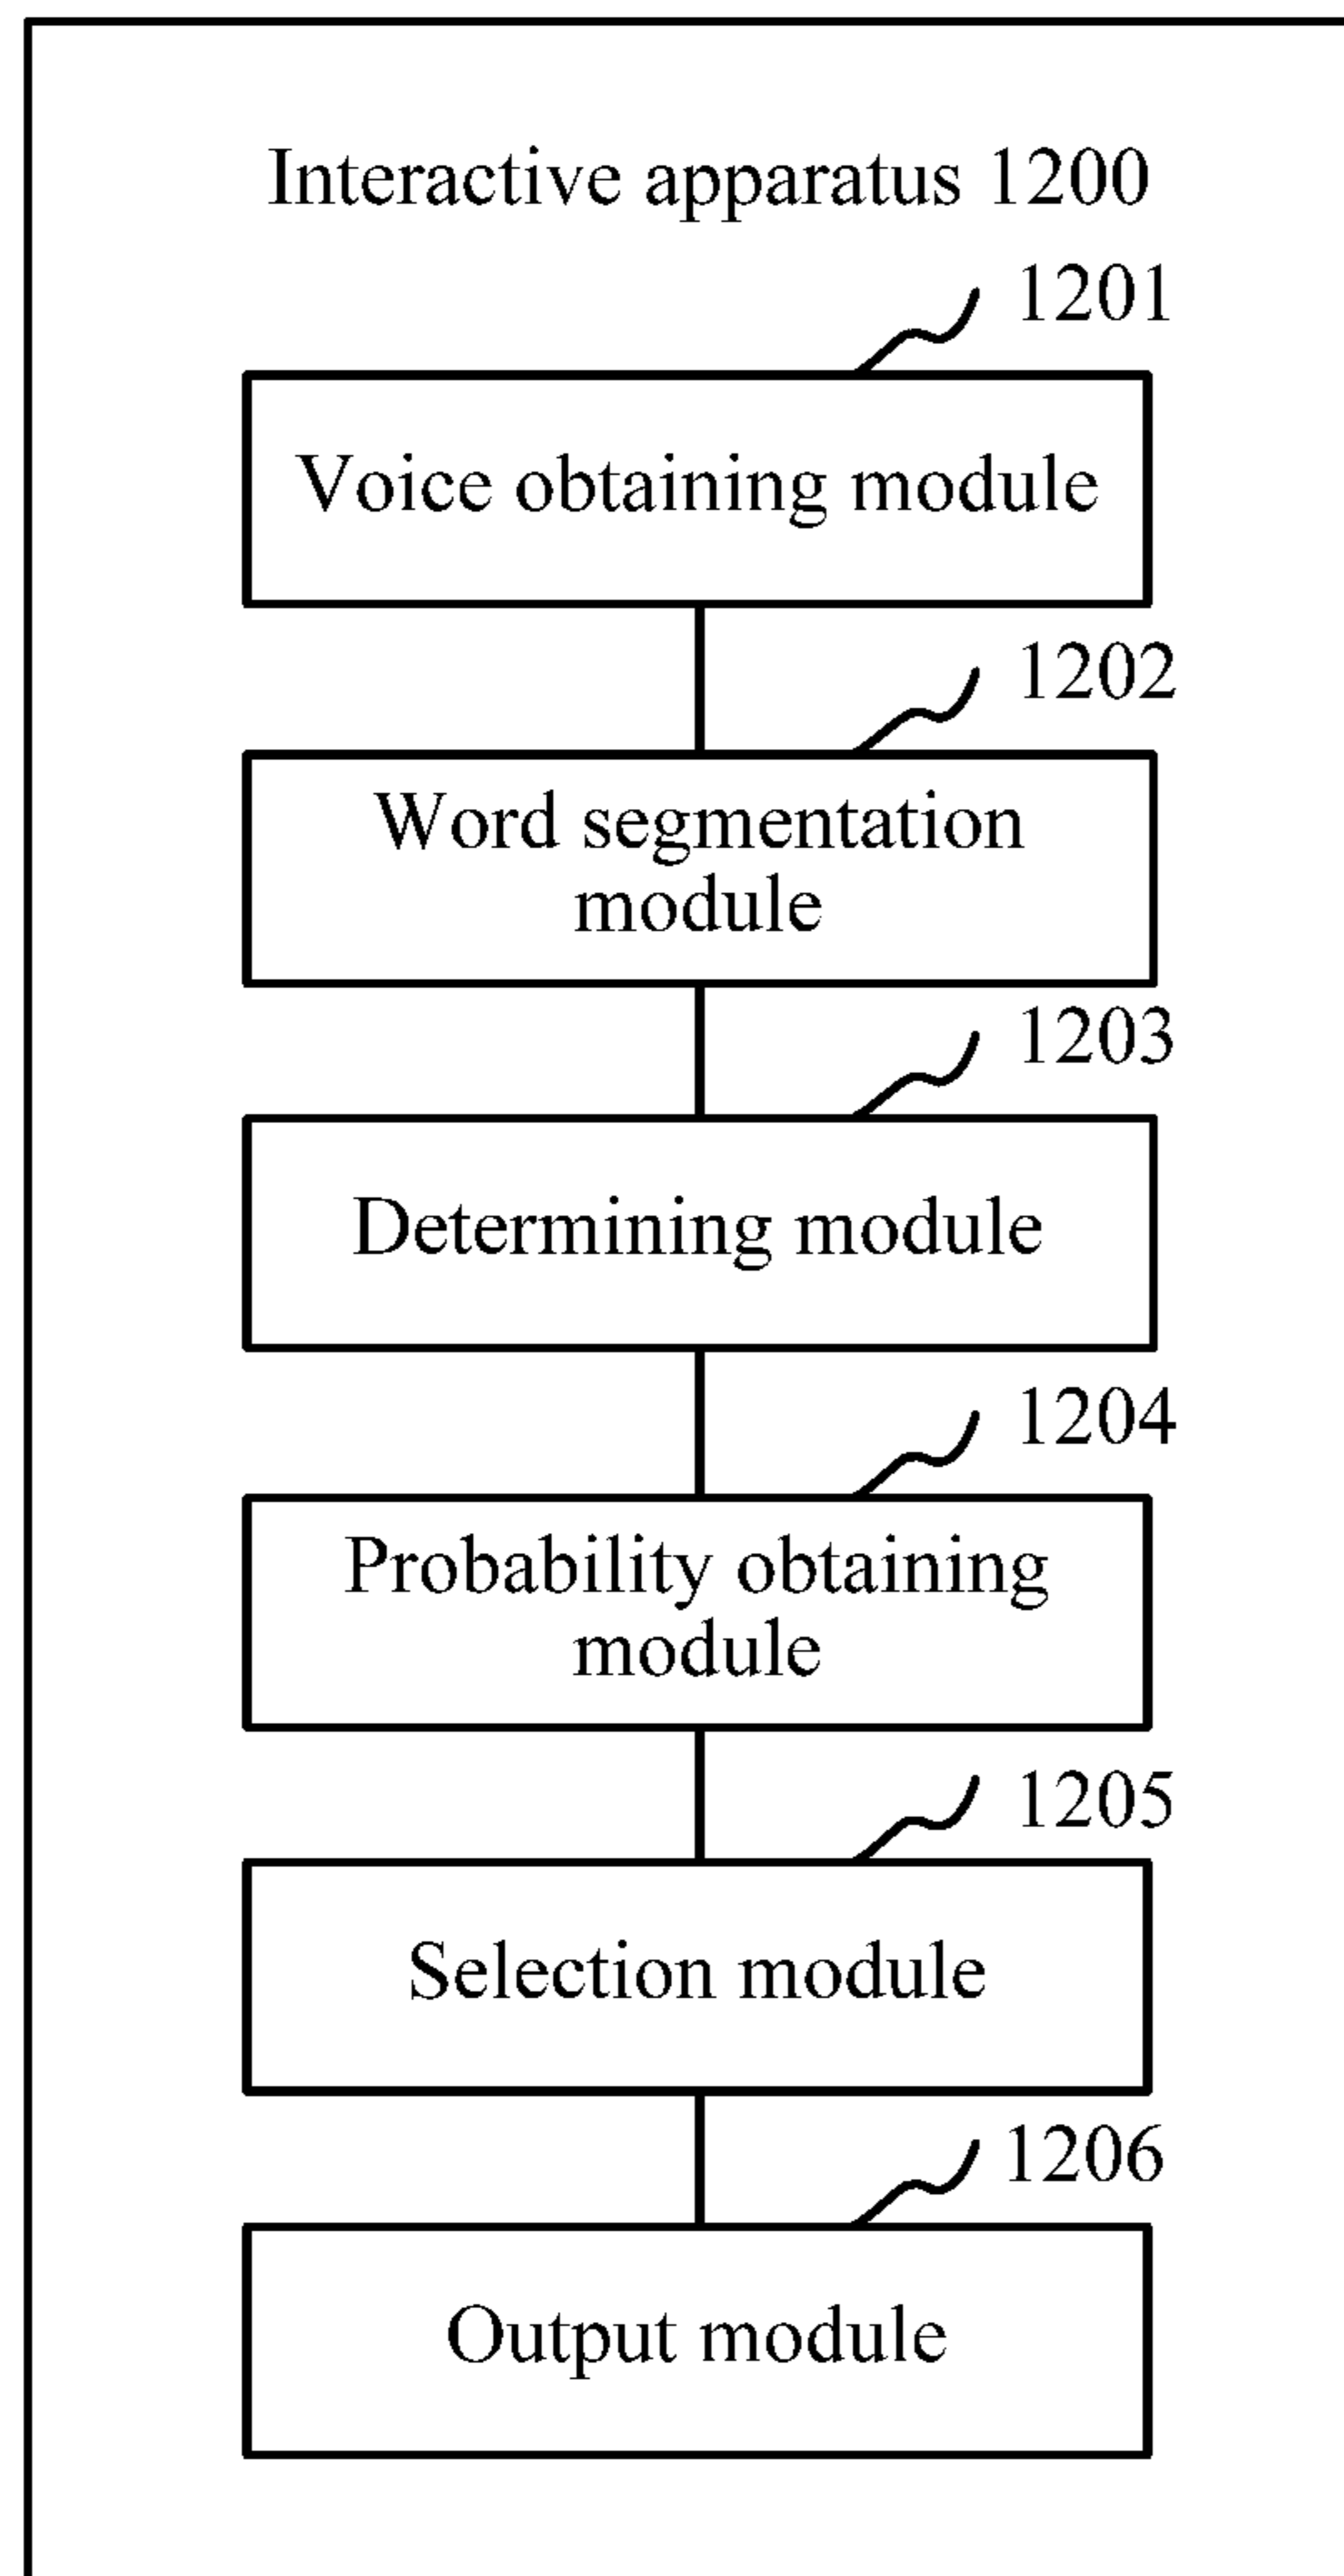 Interactive apparatus 1200
1201
Voice obtaining module
1202
Word segmentation
module
1203
Determining module
1204
Probability obtaining
module
1205
Selection module
1206
Output module